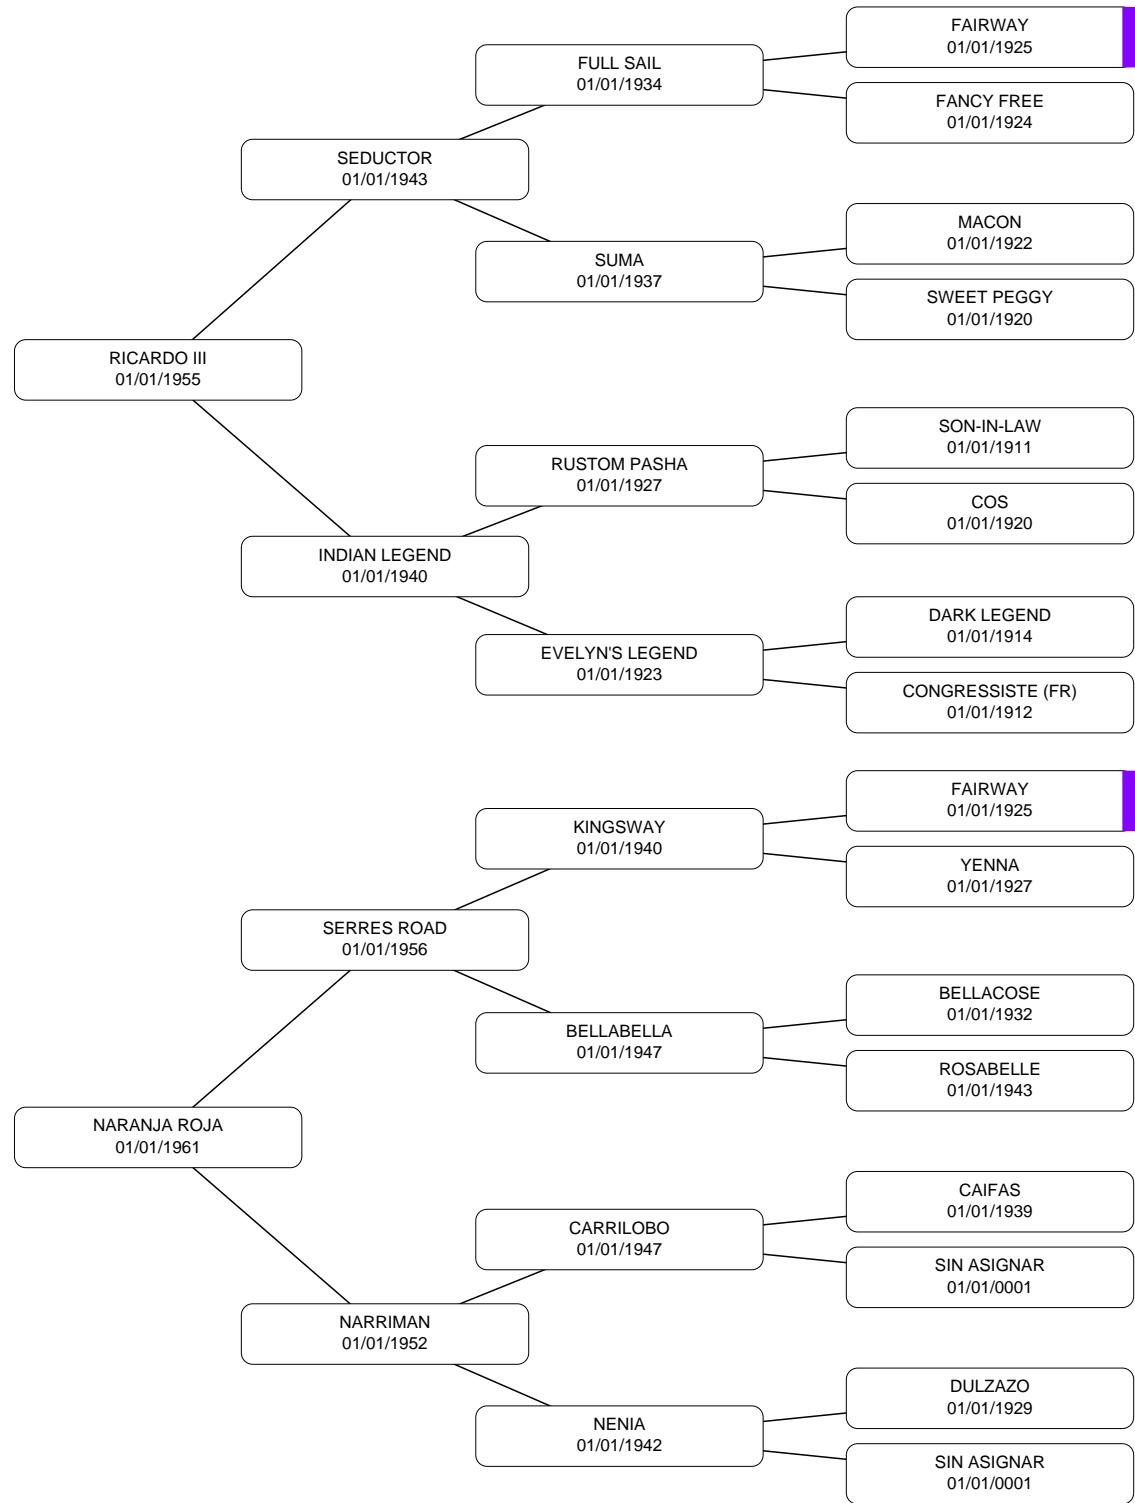 FAIRWAY
01/01/1925
FULL SAIL
01/01/1934
FANCY FREE
01/01/1924
SEDUCTOR
01/01/1943
MACON
01/01/1922
SUMA
01/01/1937
SWEET PEGGY
01/01/1920
RICARDO III
01/01/1955
SON-IN-LAW
01/01/1911
RUSTOM PASHA
01/01/1927
COS
01/01/1920
INDIAN LEGEND
01/01/1940
DARK LEGEND
01/01/1914
EVELYN'S LEGEND
01/01/1923
CONGRESSISTE (FR)
01/01/1912
FAIRWAY
01/01/1925
KINGSWAY
01/01/1940
YENNA
01/01/1927
SERRES ROAD
01/01/1956
BELLACOSE
01/01/1932
BELLABELLA
01/01/1947
ROSABELLE
01/01/1943
NARANJA ROJA
01/01/1961
CAIFAS
01/01/1939
CARRILOBO
01/01/1947
SIN ASIGNAR
01/01/0001
NARRIMAN
01/01/1952
DULZAZO
01/01/1929
NENIA
01/01/1942
SIN ASIGNAR
01/01/0001